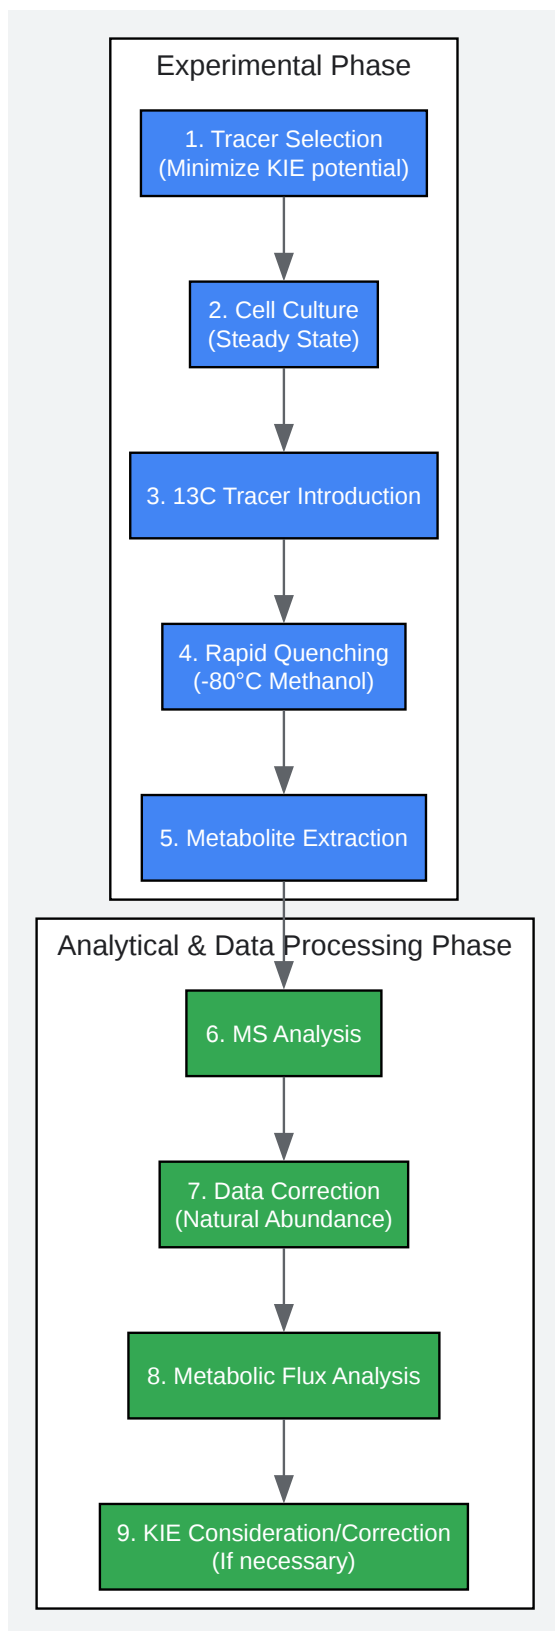 Experimental Phase
1. Tracer Selection
(Minimize KIE potential)
2. Cell Culture
(Steady State)
3. 13C Tracer Introduction
4. Rapid Quenching
(-80°C Methanol)
5. Metabolite Extraction
Analytical & Data Processing Phase
6. MS Analysis
7. Data Correction
(Natural Abundance)
8. Metabolic Flux Analysis
9. KIE Consideration/Correction
(If necessary)